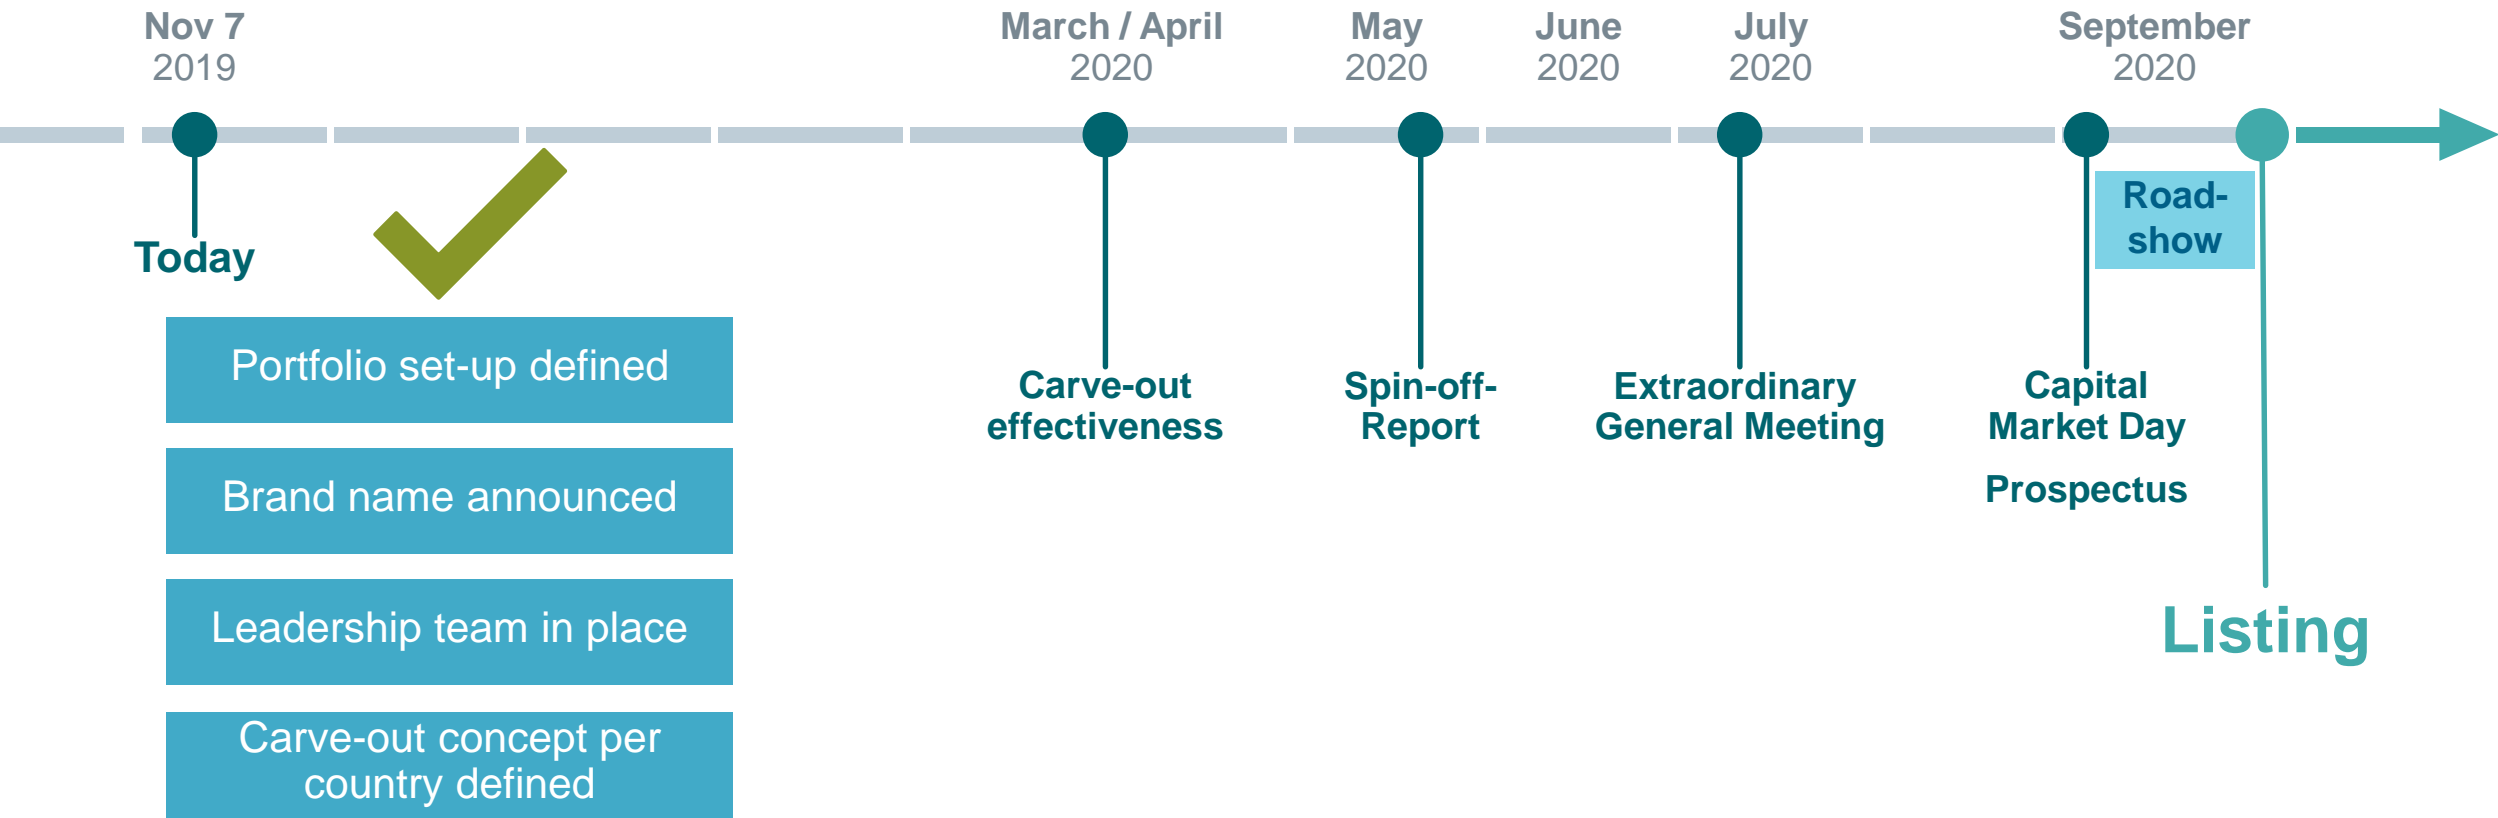 Nov 7
2019
March / April
2020
May
2020
June
2020
July
2020
September
2020
Today
Portfolio set-up defined
Brand name announced
Leadership team in place
Carve-out concept per
country defined
Carve-out
effectiveness
Spin-off-
Report
Extraordinary
General Meeting
Capital
Market Day
Prospectus
Road-
show
Listing